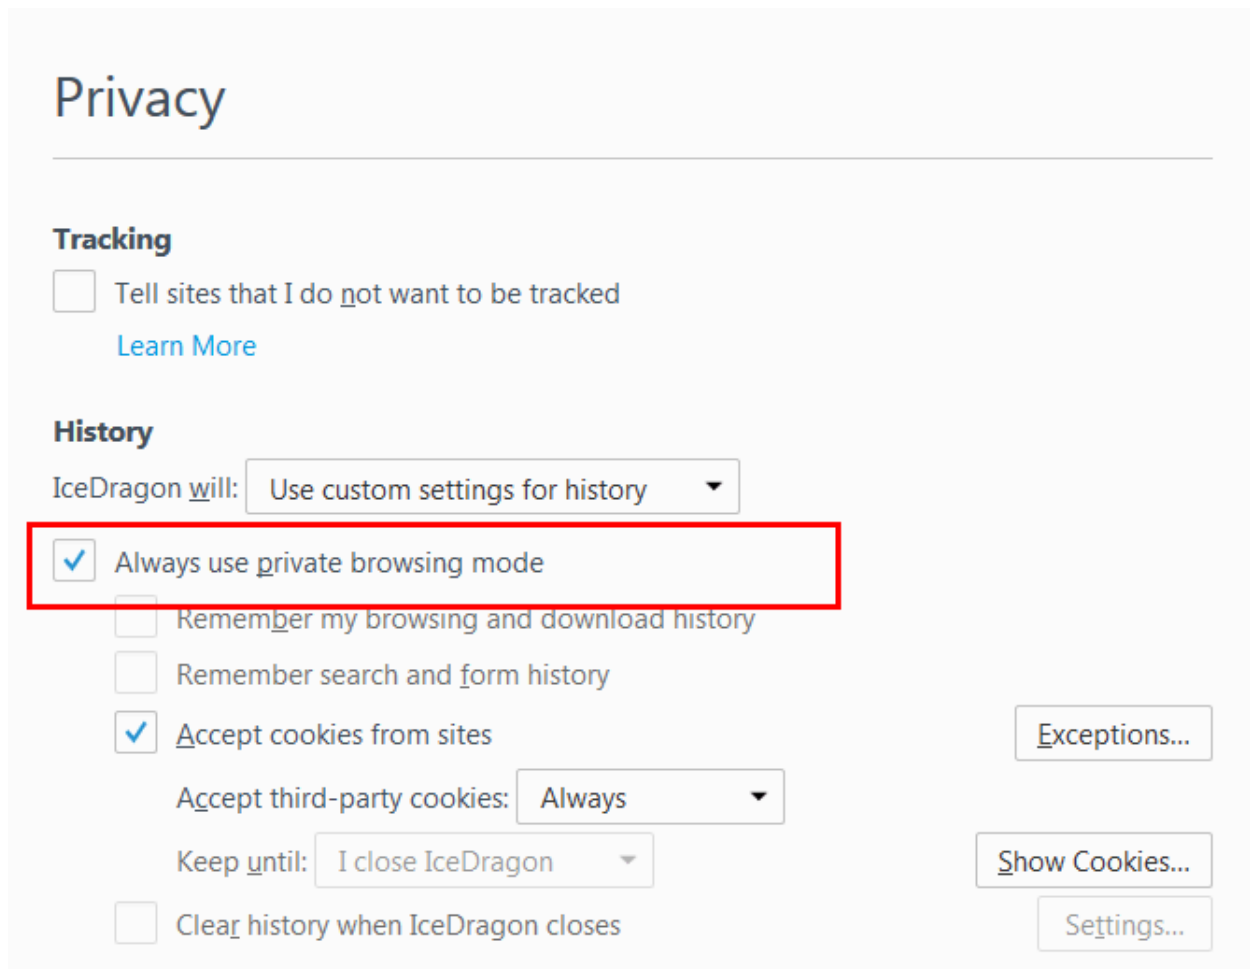 Privacy
Tracking
Tell sites that I do not want to be tracked
Learn More
History
IceDragon will: Use custom settings for history
Always use private browsing mode
Remember my browsing and download history
Remember search and form history
Accept cookies from sites Exceptions...
Accept third-party cookies: Always
Keep until: I close IceDragon Show Cookies...
Clear history when IceDragon closes Settings...